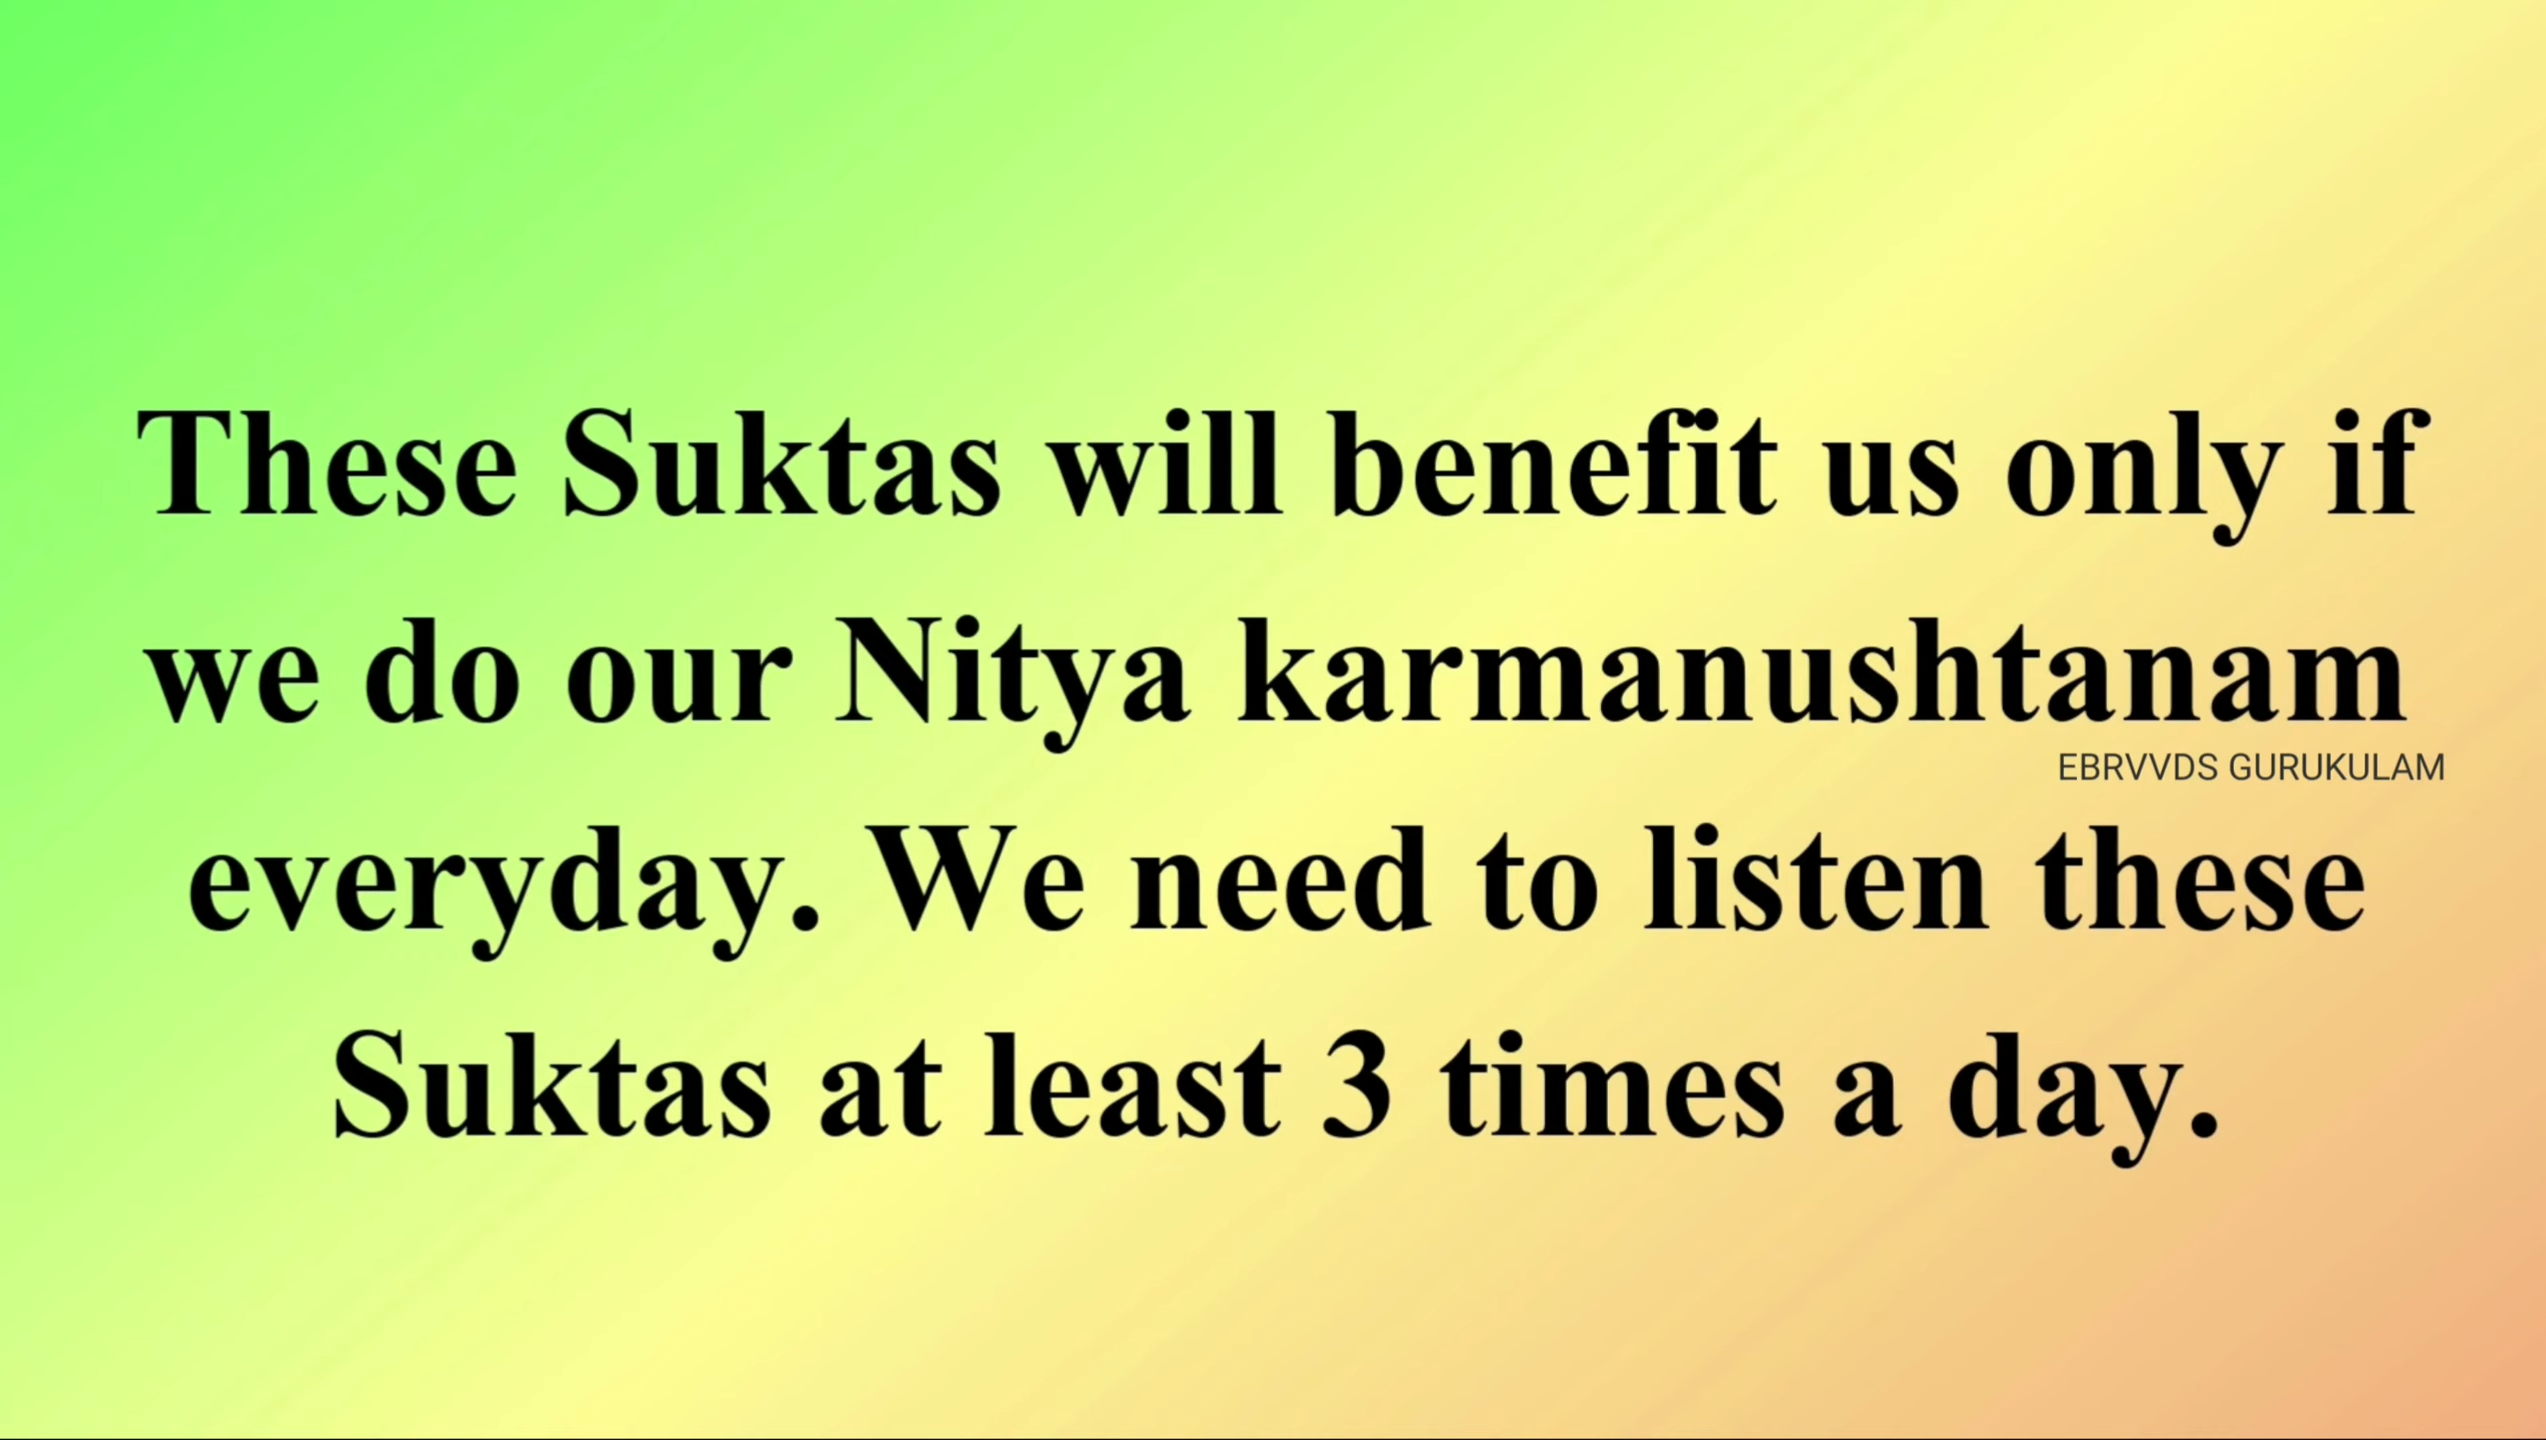 These Suktas will benefit us only if
we do our Nitya karmanushtanam
EBRVVDS GURUKULAM
everyday. We need to listen these
Suktas at least 3 times a day.